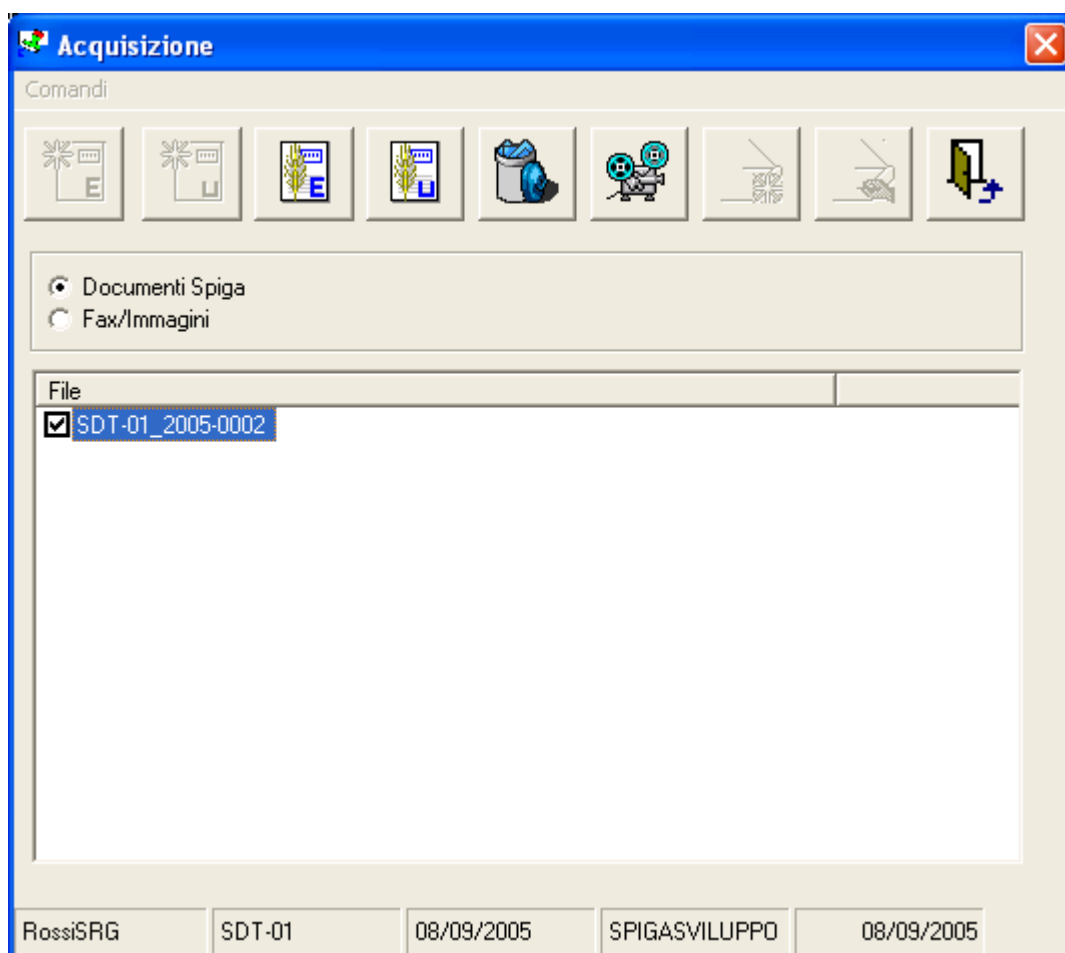 Acquisizione
Comandi
E U E U
Documenti Spiga
Fax/Immagini
File
SDT-01_2005-0002
RossiSRG SDT-01 08/09/2005 SPIGASVILUPPO 08/09/2005